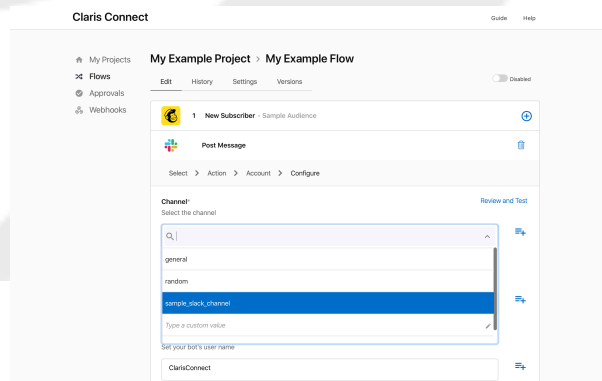 Claris Connect
Guide Help
My Projects
Flows
Approvals
Webhooks
My Example Project > My Example Flow
Edit History Settings Versions
Disabled
1 New Subscriber - Sample Audience
Post Message
Select > Action > Account > Configure
Channel*
Review and Test
Select the channel
general
random
sample_slack_channel
Type a custom value
Set your bot's user name
ClarisConnect